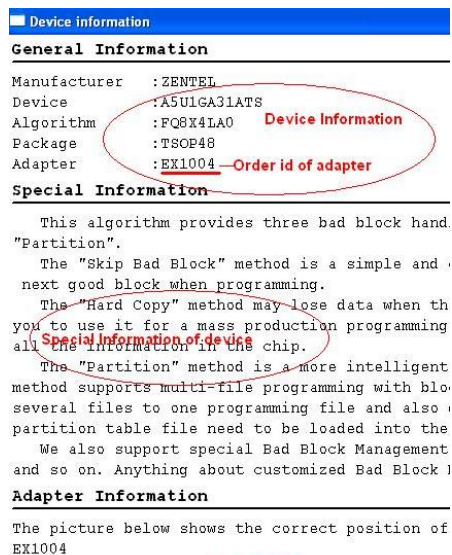 Device information
General Information
Manufacturer :ZENTEL
Device :A5U1GA31ATS
Algorithm :FQ8X4LA0
Device Information
Package :TSOP48
Adapter :EX1004
Order id of adapter
Special Information
This algorithm provides three bad block hand
"Partition".
The "Skip Bad Block" method is a simple and
next good block when programming.
The "Hard Copy" method may lose data when th
you to use it for a mass production programming
Special Information of device
all the information in the chip.
The "Partition" method is a more intelligent
method supports multi-file programming with blo
several files to one programming file and also
partition table file need to be loaded into the
We also support special Bad Block Management
and so on. Anything about customized Bad Block
Adapter Information
The picture below shows the correct position of
EX1004